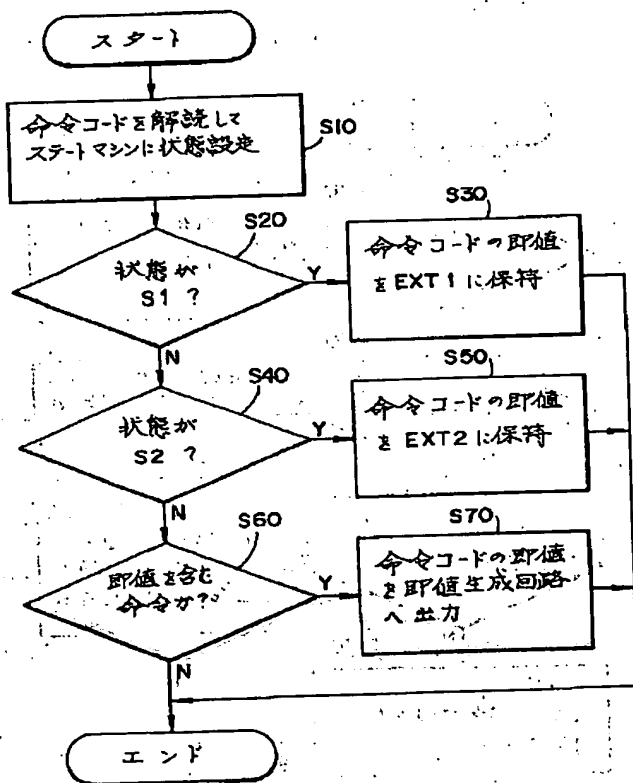 スタート
命令コードを解読して
ステートマシンに状態設定
S10
S20
状態が
S1？
Y
N
S30
命令コードの即値
をEXT1に保持
S40
状態が
S2？
Y
N
S50
命令コードの即値
をEXT2に保持
S60
即値を含む
命令か？
Y
N
S70
命令コードの即値
を即値生成回路
へ出力
エンド